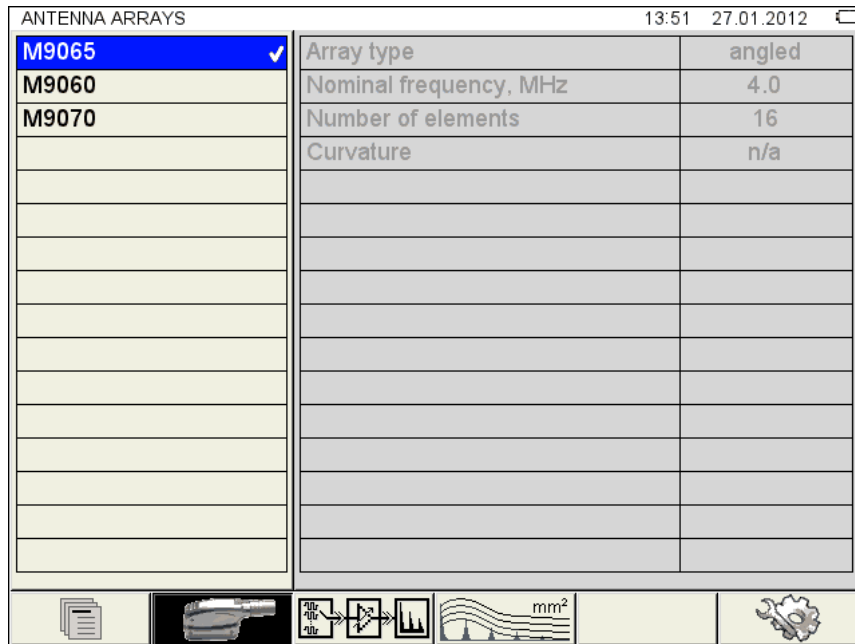 ANTENNA ARRAYS 13:51 27.01.2012
M9065 Array type angled
M9060 Nominal frequency, MHz 4.0
M9070 Number of elements 16
Curvature n/a
mm²